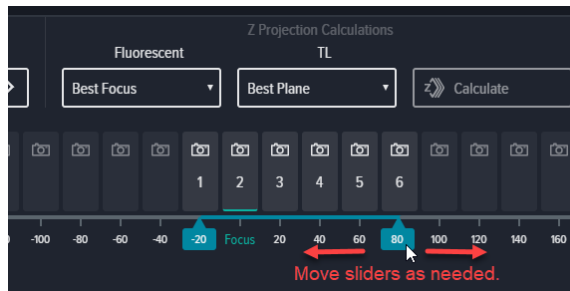 Z Projection Calculations
Fluorescent TL
Best Focus Best Plane Z Calculate
1 2 3 4 5 6
-100 -80 -60 -40 -20 Focus 20 40 60 80 100 120 140 160
Move sliders as needed.